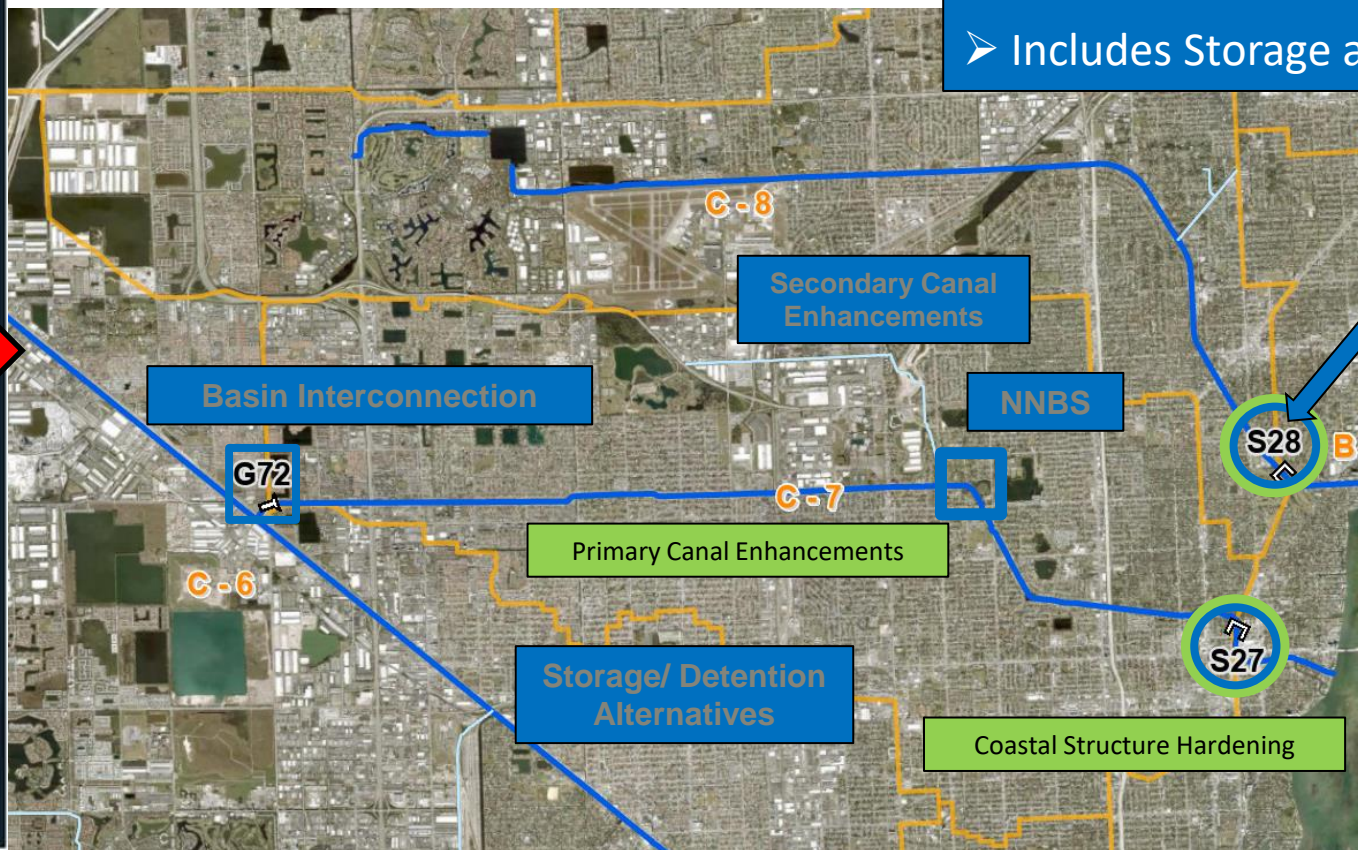 ➢ Includes Storage a
C - 8
Secondary Canal
Enhancements
Basin Interconnection
NNBS
S28
B
G72
C - 7
Primary Canal Enhancements
C - 6
Storage/ Detention
Alternatives
S27
Coastal Structure Hardening